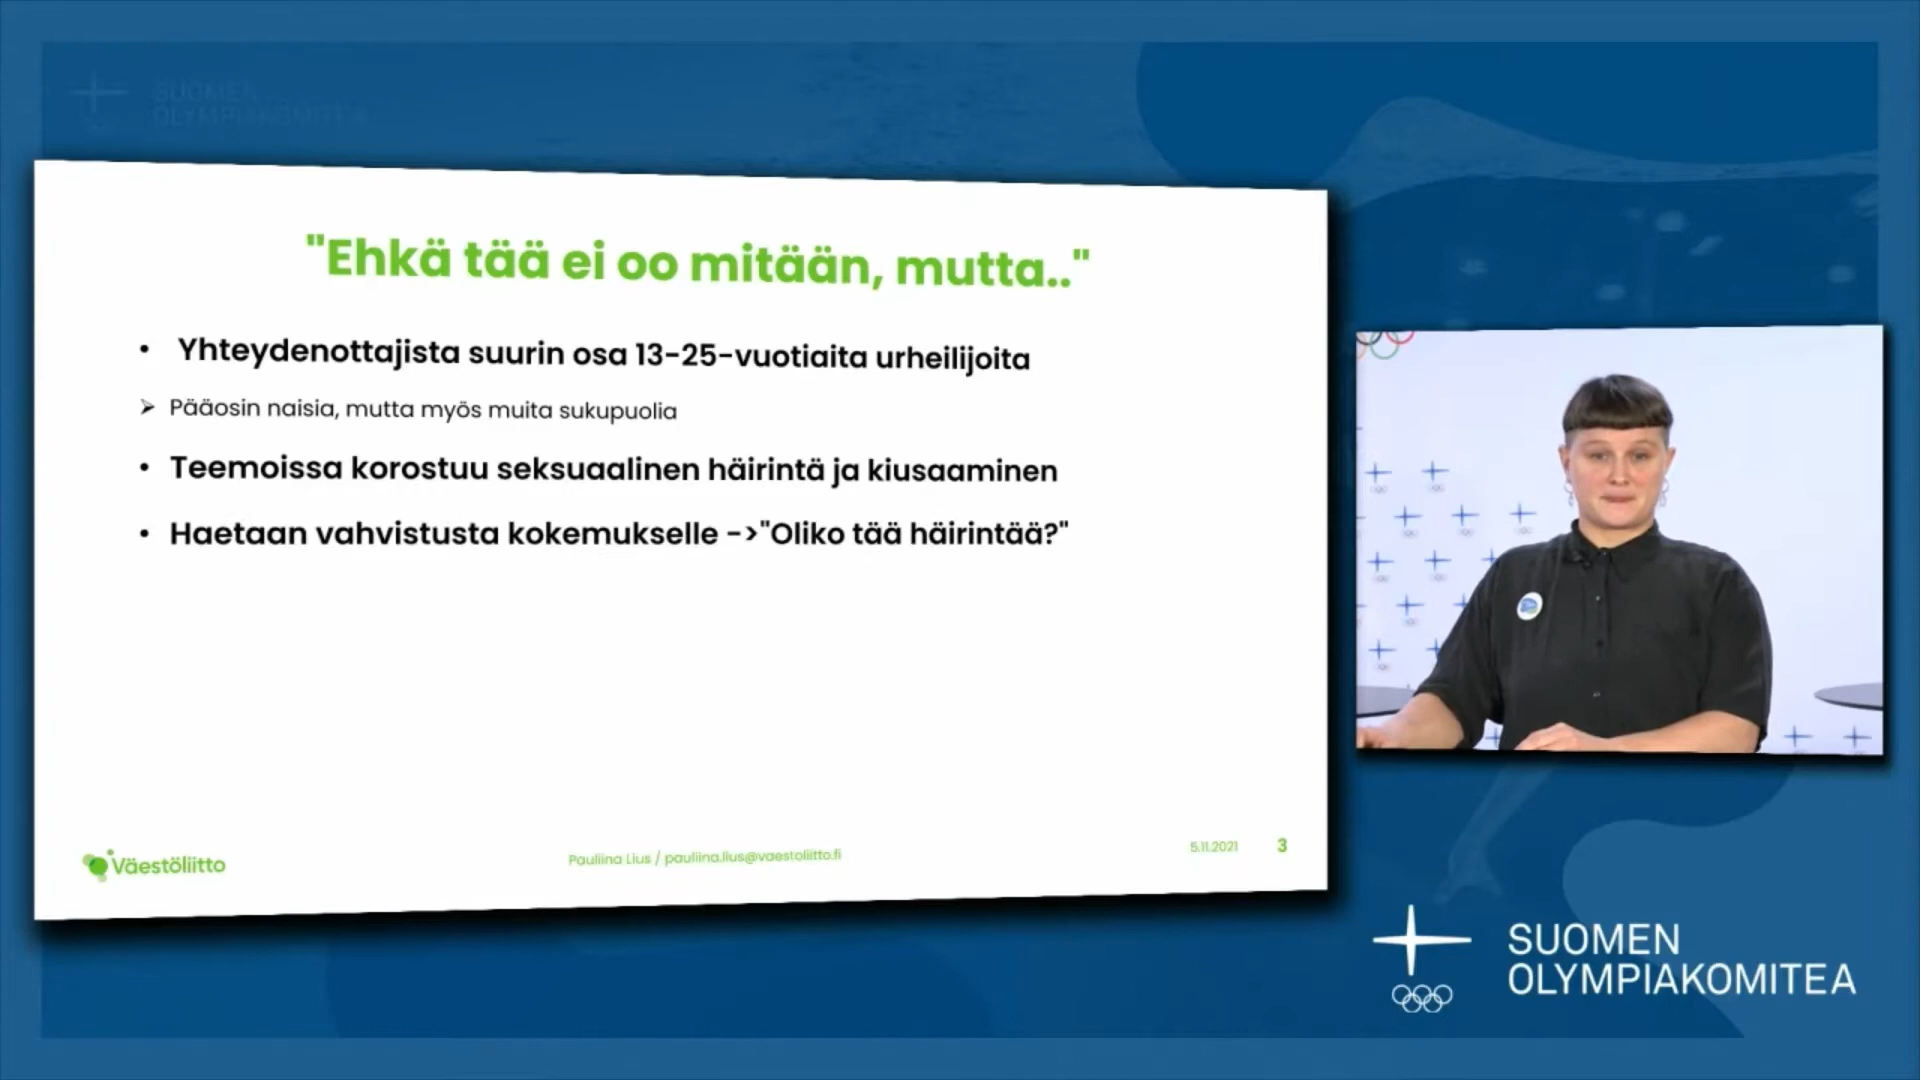 SUOMEN
OLYMPIAKOMITEA
"Ehkä tää ei oo mitään, mutta.."
• Yhteydenottajista suurin osa 13-25-vuotiaita urheilijoita
➢ Pääosin naisia, mutta myös muita sukupuolia
• Teemoissa korostuu seksuaalinen häirintä ja kiusaaminen
• Haetaan vahvistusta kokemukselle ->"Oliko tää häirintää?"
Väestöliitto
Pauliina Lius / pauliina.lius@vaestoliitto.fi
5.11.2021
3
SUOMEN
OLYMPIAKOMITEA